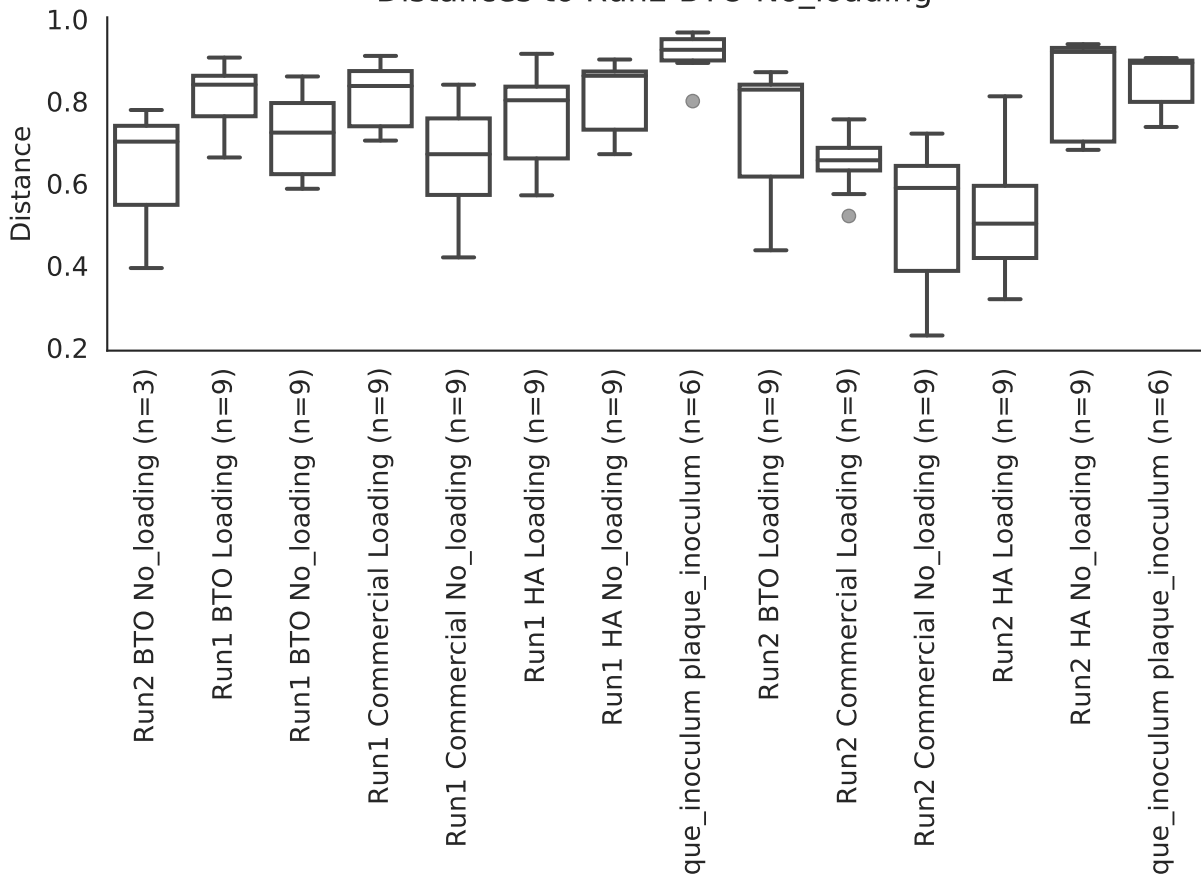 Distances to Run2 BTO No_loading
1.0
0.8
0.6
0.4
0.2
Distance
Run2 BTO No_loading (n=3)
Run1 BTO Loading (n=9)
Run1 BTO No_loading (n=9)
Run1 Commercial Loading (n=9)
Run1 Commercial No_loading (n=9)
Run1 HA Loading (n=9)
Run1 HA No_loading (n=9)
que_inoculum plaque_inoculum (n=6)
Run2 BTO Loading (n=9)
Run2 Commercial Loading (n=9)
Run2 Commercial No_loading (n=9)
Run2 HA Loading (n=9)
Run2 HA No_loading (n=9)
que_inoculum plaque_inoculum (n=6)